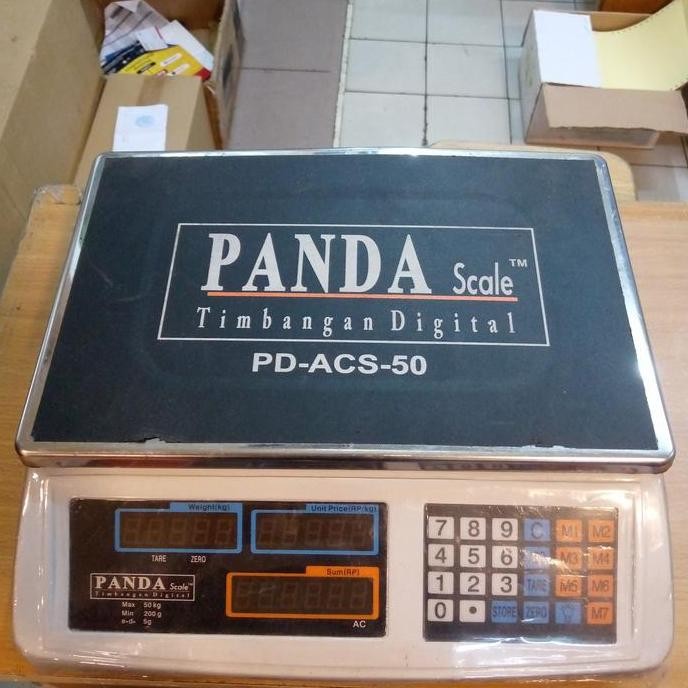 PANDA Scale™
Timbangan Digital
PD-ACS-50
Weight(kg)
Unit Price(RP/kg)
TARE ZERO
Sum(RP)
PANDA Scale™
Timbangan Digital
Max 50kg
Min 200g
e=d= 5g
AC
7 8 9 C M1 M2
4 5 6 M3 M4
1 2 3 TARE M5 M6
0 • STORE ZERO M7